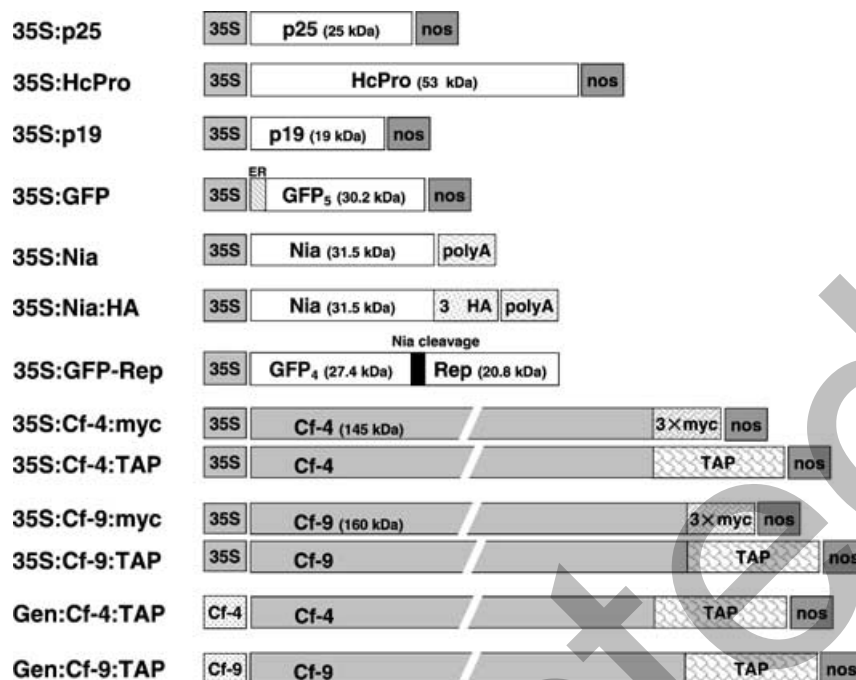 35S:p25 35S p25 (25 kDa) nos
35S:HcPro 35S HcPro (53 kDa) nos
35S:p19 35S p19 (19 kDa) nos
ER
35S:GFP 35S GFP5 (30.2 kDa) nos
35S:Nia 35S Nia (31.5 kDa) polyA
35S:Nia:HA 35S Nia (31.5 kDa) 3 HA polyA
Nia cleavage
35S:GFP-Rep 35S GFP4 (27.4 kDa) Rep (20.8 kDa)
35S:Cf-4:myc 35S Cf-4 (145 kDa) 3×myc nos
35S:Cf-4:TAP 35S Cf-4 TAP nos
35S:Cf-9:myc 35S Cf-9 (160 kDa) 3×myc nos
35S:Cf-9:TAP 35S Cf-9 TAP nos
Gen:Cf-4:TAP Cf-4 Cf-4 TAP nos
Gen:Cf-9:TAP Cf-9 Cf-9 TAP nos